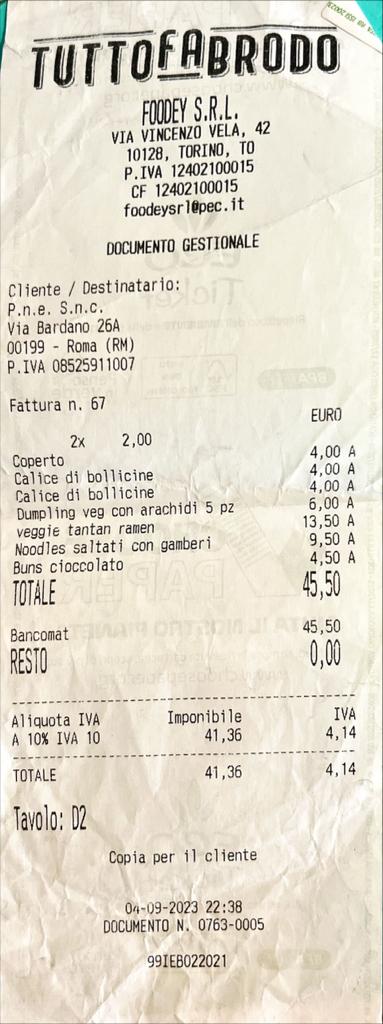 TUTTOFABRODO
FOODEY S.R.L.
VIA VINCENZO VELA, 42
10128, TORINO, TO
P.IVA 12402100015
CF 12402100015
foodeysrl@pec.it
DOCUMENTO GESTIONALE
Cliente / Destinatario:
P.n.e. S.n.c.
Via Bardano 26A
00199 - Roma (RM)
P.IVA 08525911007
Fattura n. 67
EURO
2x 2,00
Coperto 4,00 A
Calice di bollicine 4,00 A
Calice di bollicine 4,00 A
Dumpling veg con arachidi 5 pz 6,00 A
veggie tantan ramen 13,50 A
Noodles saltati con gamberi 9,50 A
Buns cioccolato 4,50 A
TOTALE 45,50
Bancomat 45,50
RESTO 0,00
Aliquota IVA Imponibile IVA
A 10% IVA 10 41,36 4,14
TOTALE 41,36 4,14
Tavolo: D2
Copia per il cliente
04-09-2023 22:38
DOCUMENTO N. 0763-0005
99IEB022021